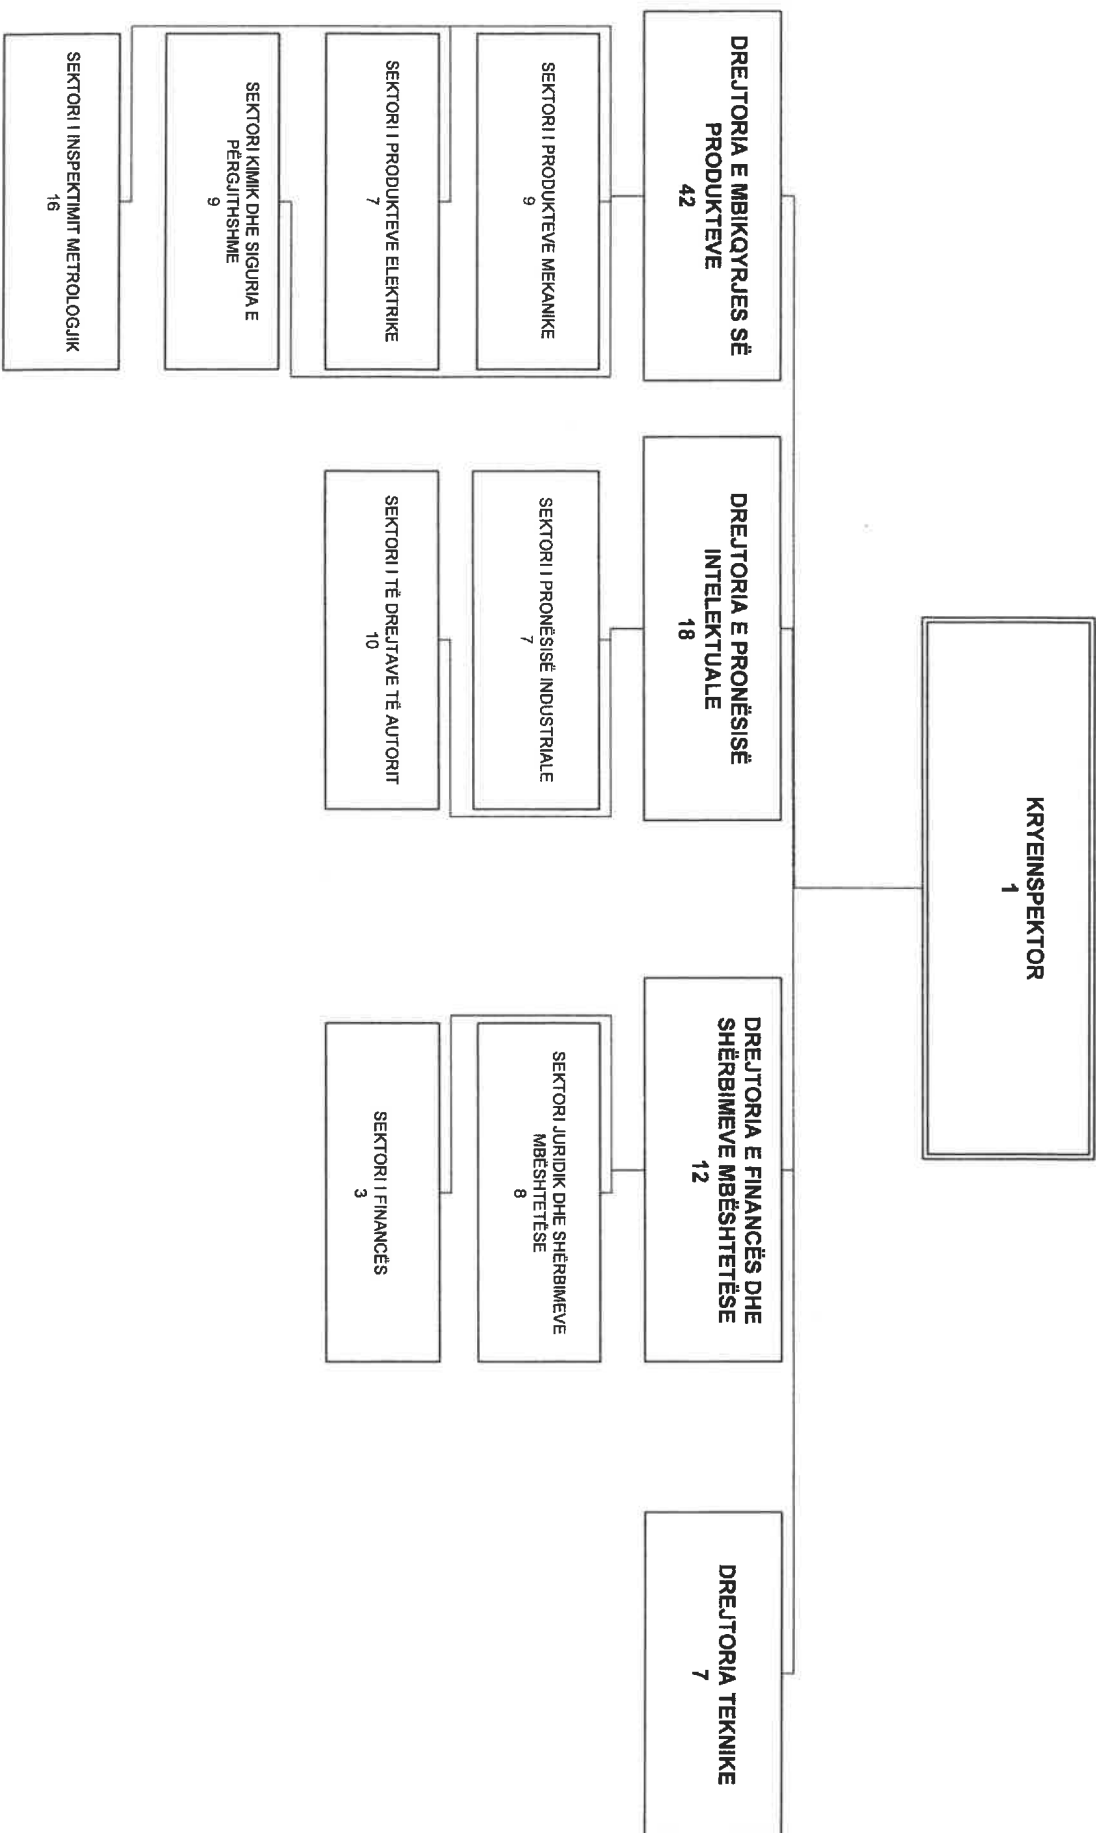 KRYEINSPEKTOR
1
DREJTORIA E MBIKQYRJES SË
PRODUKTEVE
42
SEKTORI I PRODUKTEVE MEKANIKE
9
SEKTORI I PRODUKTEVE ELEKTRIKE
7
SEKTORI KIMIK DHE SIGURIA E
PËRGJITHSHME
9
SEKTORI I INSPEKTIMIT METROLOGJIK
16
DREJTORIA E PRONËSISË
INTELEKTUALE
18
SEKTORI I PRONËSISË INDUSTRIALE
7
SEKTORI I TË DREJTAVE TË AUTORIT
10
DREJTORIA E FINANCËS DHE
SHËRBIMEVE MBËSHTETËSE
12
SEKTORI JURIDIK DHE SHËRBIMEVE
MBËSHTETËSE
8
SEKTORI I FINANCËS
3
DREJTORIA TEKNIKE
7